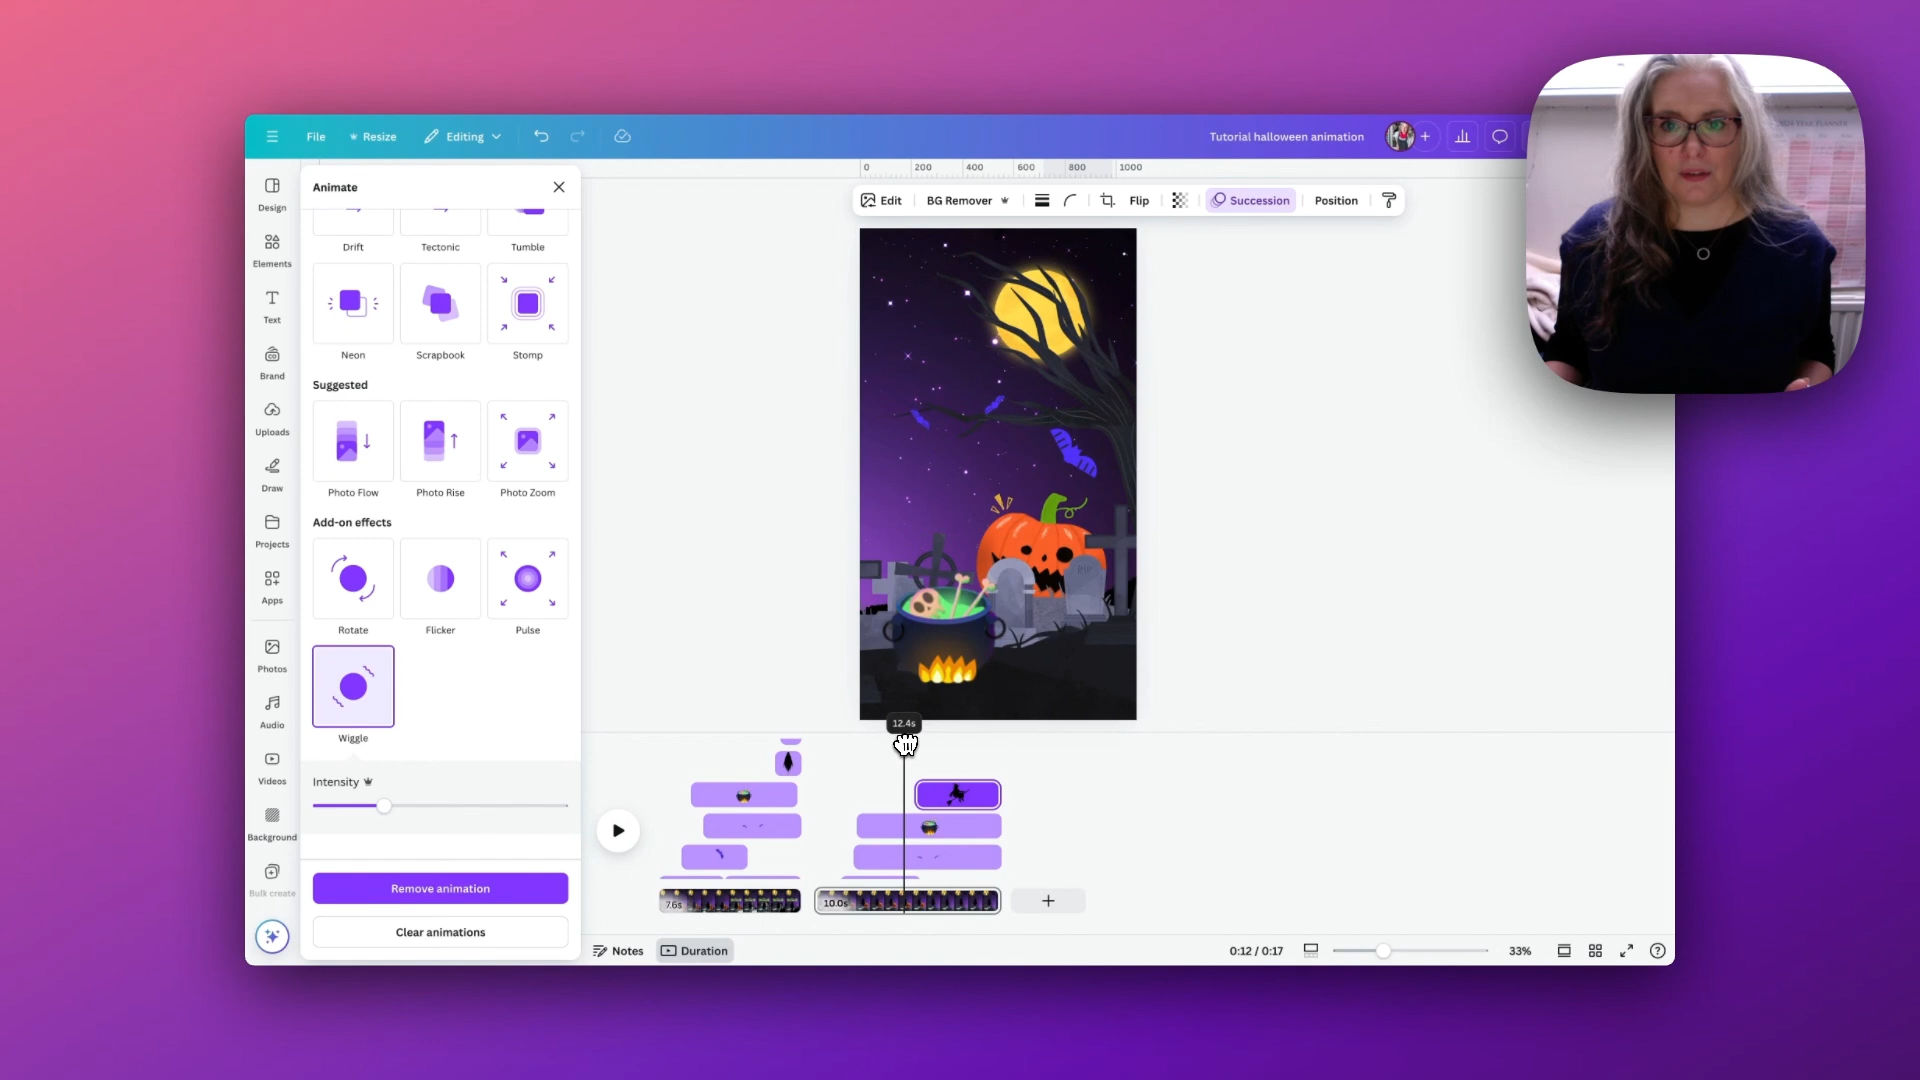 File
Resize
Editing
Tutorial halloween animation
Design
Elements
Text
Brand
Uploads
Draw
Projects
Apps
Photos
Audio
Videos
Background
Bulk create
Animate
Drift
Tectonic
Tumble
Neon
Scrapbook
Stomp
Suggested
Photo Flow
Photo Rise
Photo Zoom
Add-on effects
Rotate
Flicker
Pulse
Wiggle
Intensity
Remove animation
Clear animations
0 200 400 600 800 1000
Edit
BG Remover
Flip
Succession
Position
RIP
12.4s
7.6s
10.0s
Notes
Duration
0:12 / 0:17
33%